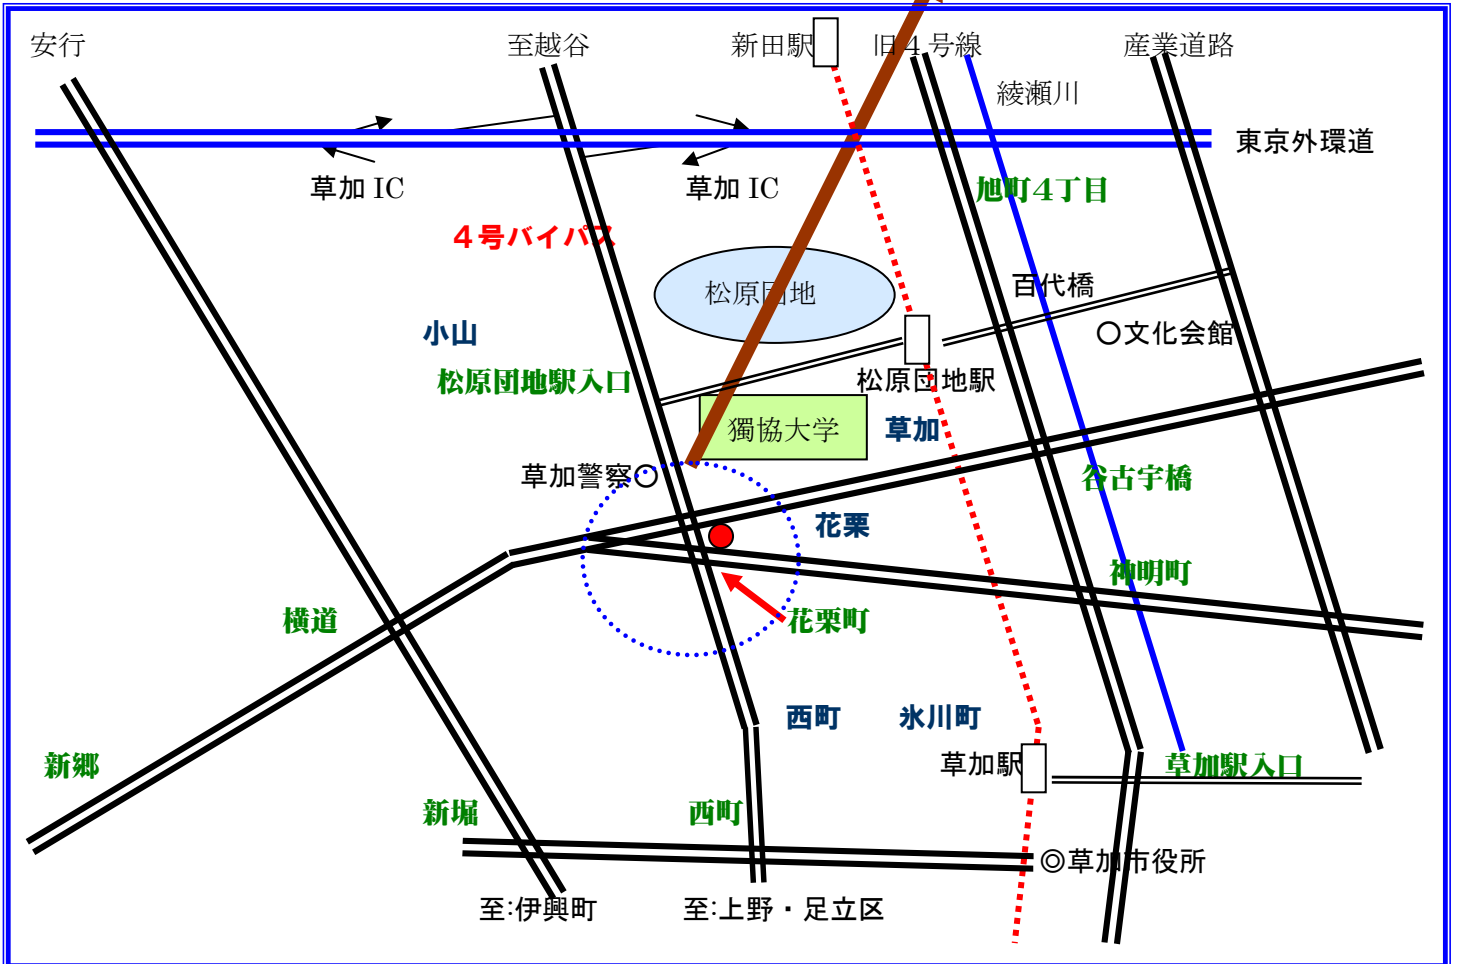 安行
至越谷
新田駅
旧４号線
産業道路
綾瀬川
東京外環道
草加 IC
草加 IC
旭町4丁目
４号バイパス
松原団地
百代橋
小山
〇文化会館
松原団地駅入口
松原団地駅
獨協大学
草加
草加警察〇
谷古宇橋
花栗
神明町
横道
花栗町
西町
氷川町
新郷
草加駅
草加駅入口
新堀
西町
◎草加市役所
至:伊興町
至:上野・足立区